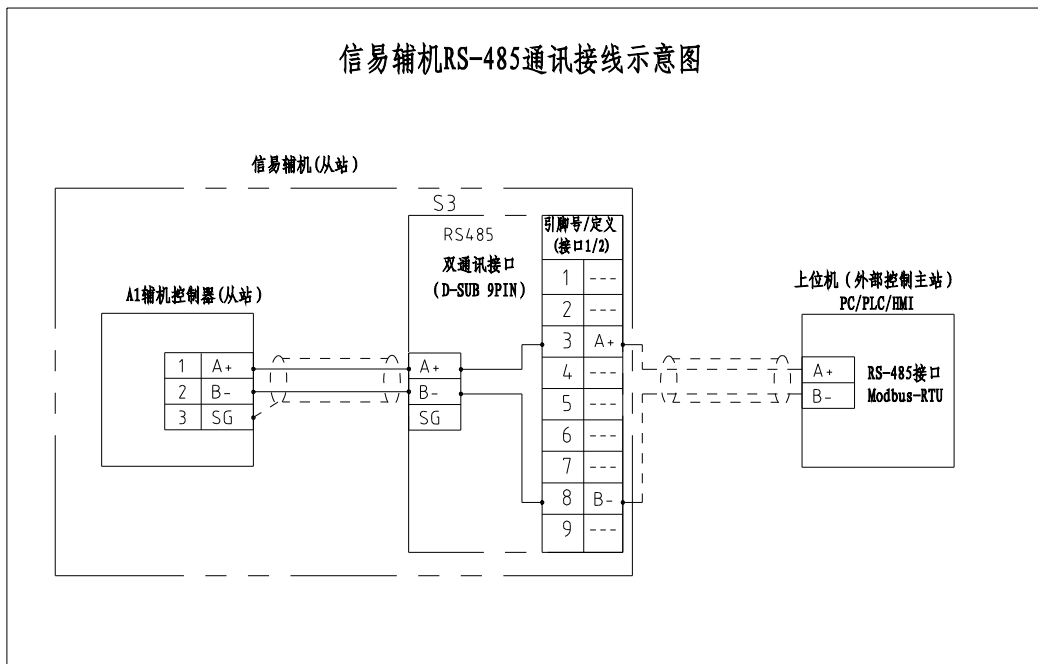 信易辅机RS-485通讯接线示意图
信易辅机(从站)
S3
RS485
双通讯接口
(D-SUB 9PIN)
引脚号/定义
(接口1/2)
1 ---
2 ---
3 A+
4 ---
5 ---
6 ---
7 ---
8 B-
9 ---
A1辅机控制器(从站)
1 A+
2 B-
3 SG
A+
B-
SG
上位机(外部控制主站)
PC/PLC/HMI
A+
B-
RS-485接口
Modbus-RTU